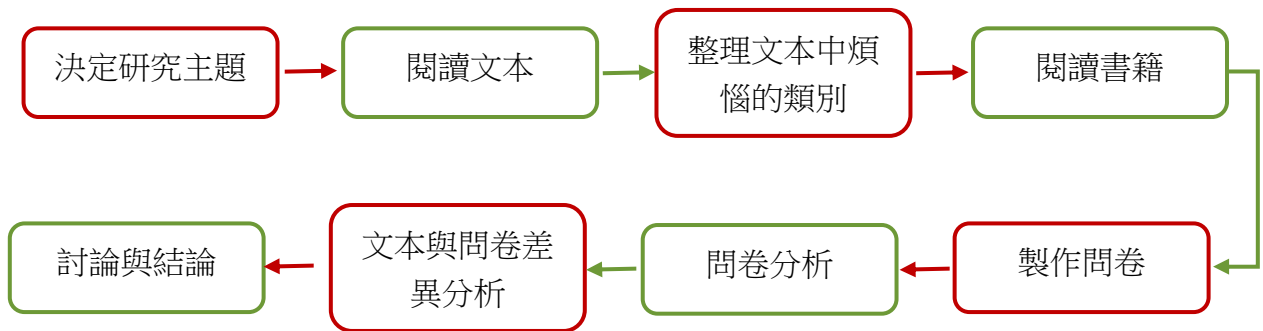 決定研究主題
閱讀文本
整理文本中煩
惱的類別
閱讀書籍
製作問卷
問卷分析
文本與問卷差
異分析
討論與結論